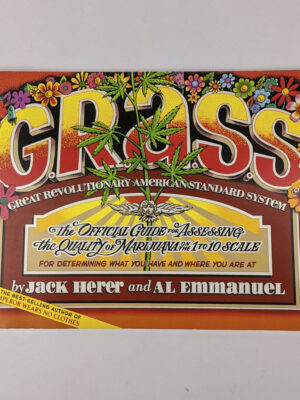 G.R.a.S.S
GREAT REVOLUTIONARY AMERICAN STANDARD SYSTEM
The OFFICIAL GUIDE FOR ASSESSING
the QUALITY OF MARIJUANA ON THE 1 TO 10 SCALE
FOR DETERMINING WHAT YOU HAVE AND WHERE YOU ARE AT
by JACK HERER and AL EMMANUEL
THE BEST-SELLING AUTHOR OF
EMPEROR WEARS NO CLOTHES